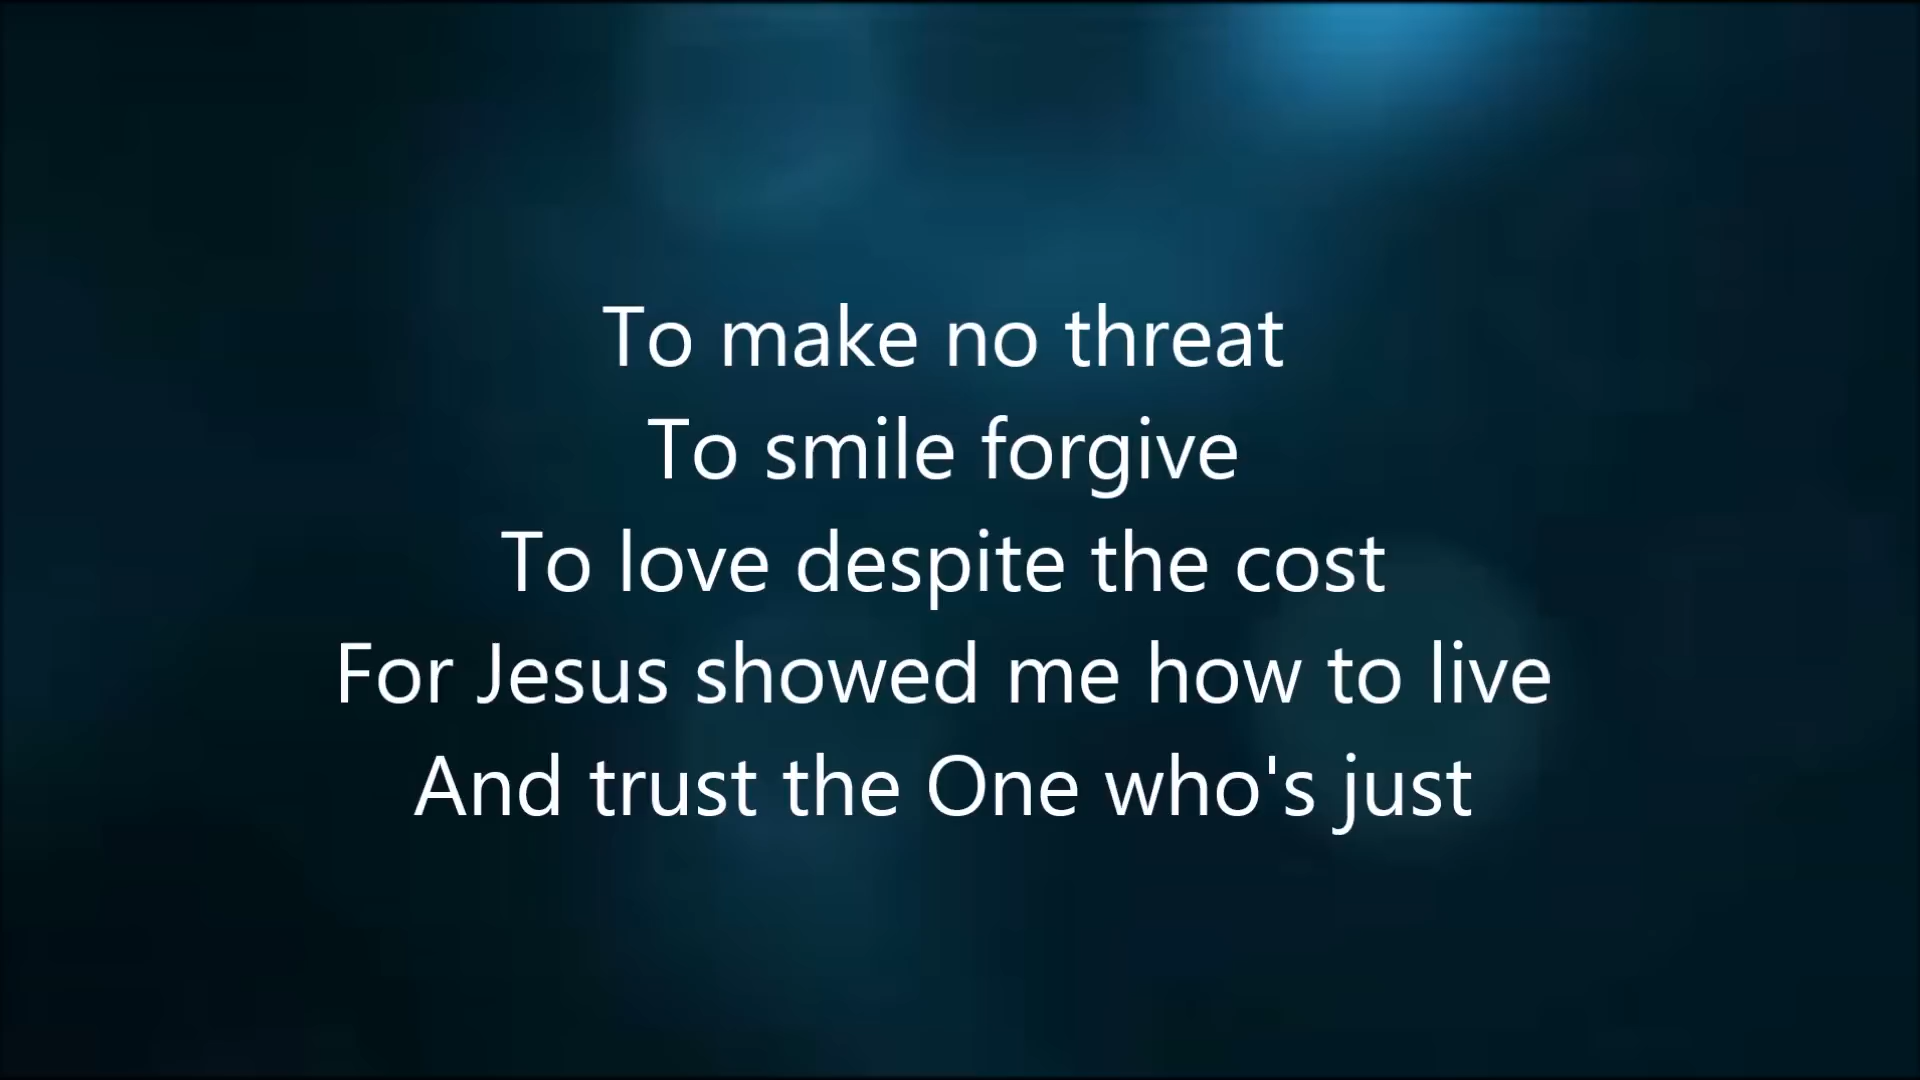 To make no threat
To smile forgive
To love despite the cost
For Jesus showed me how to live
And trust the One who's just